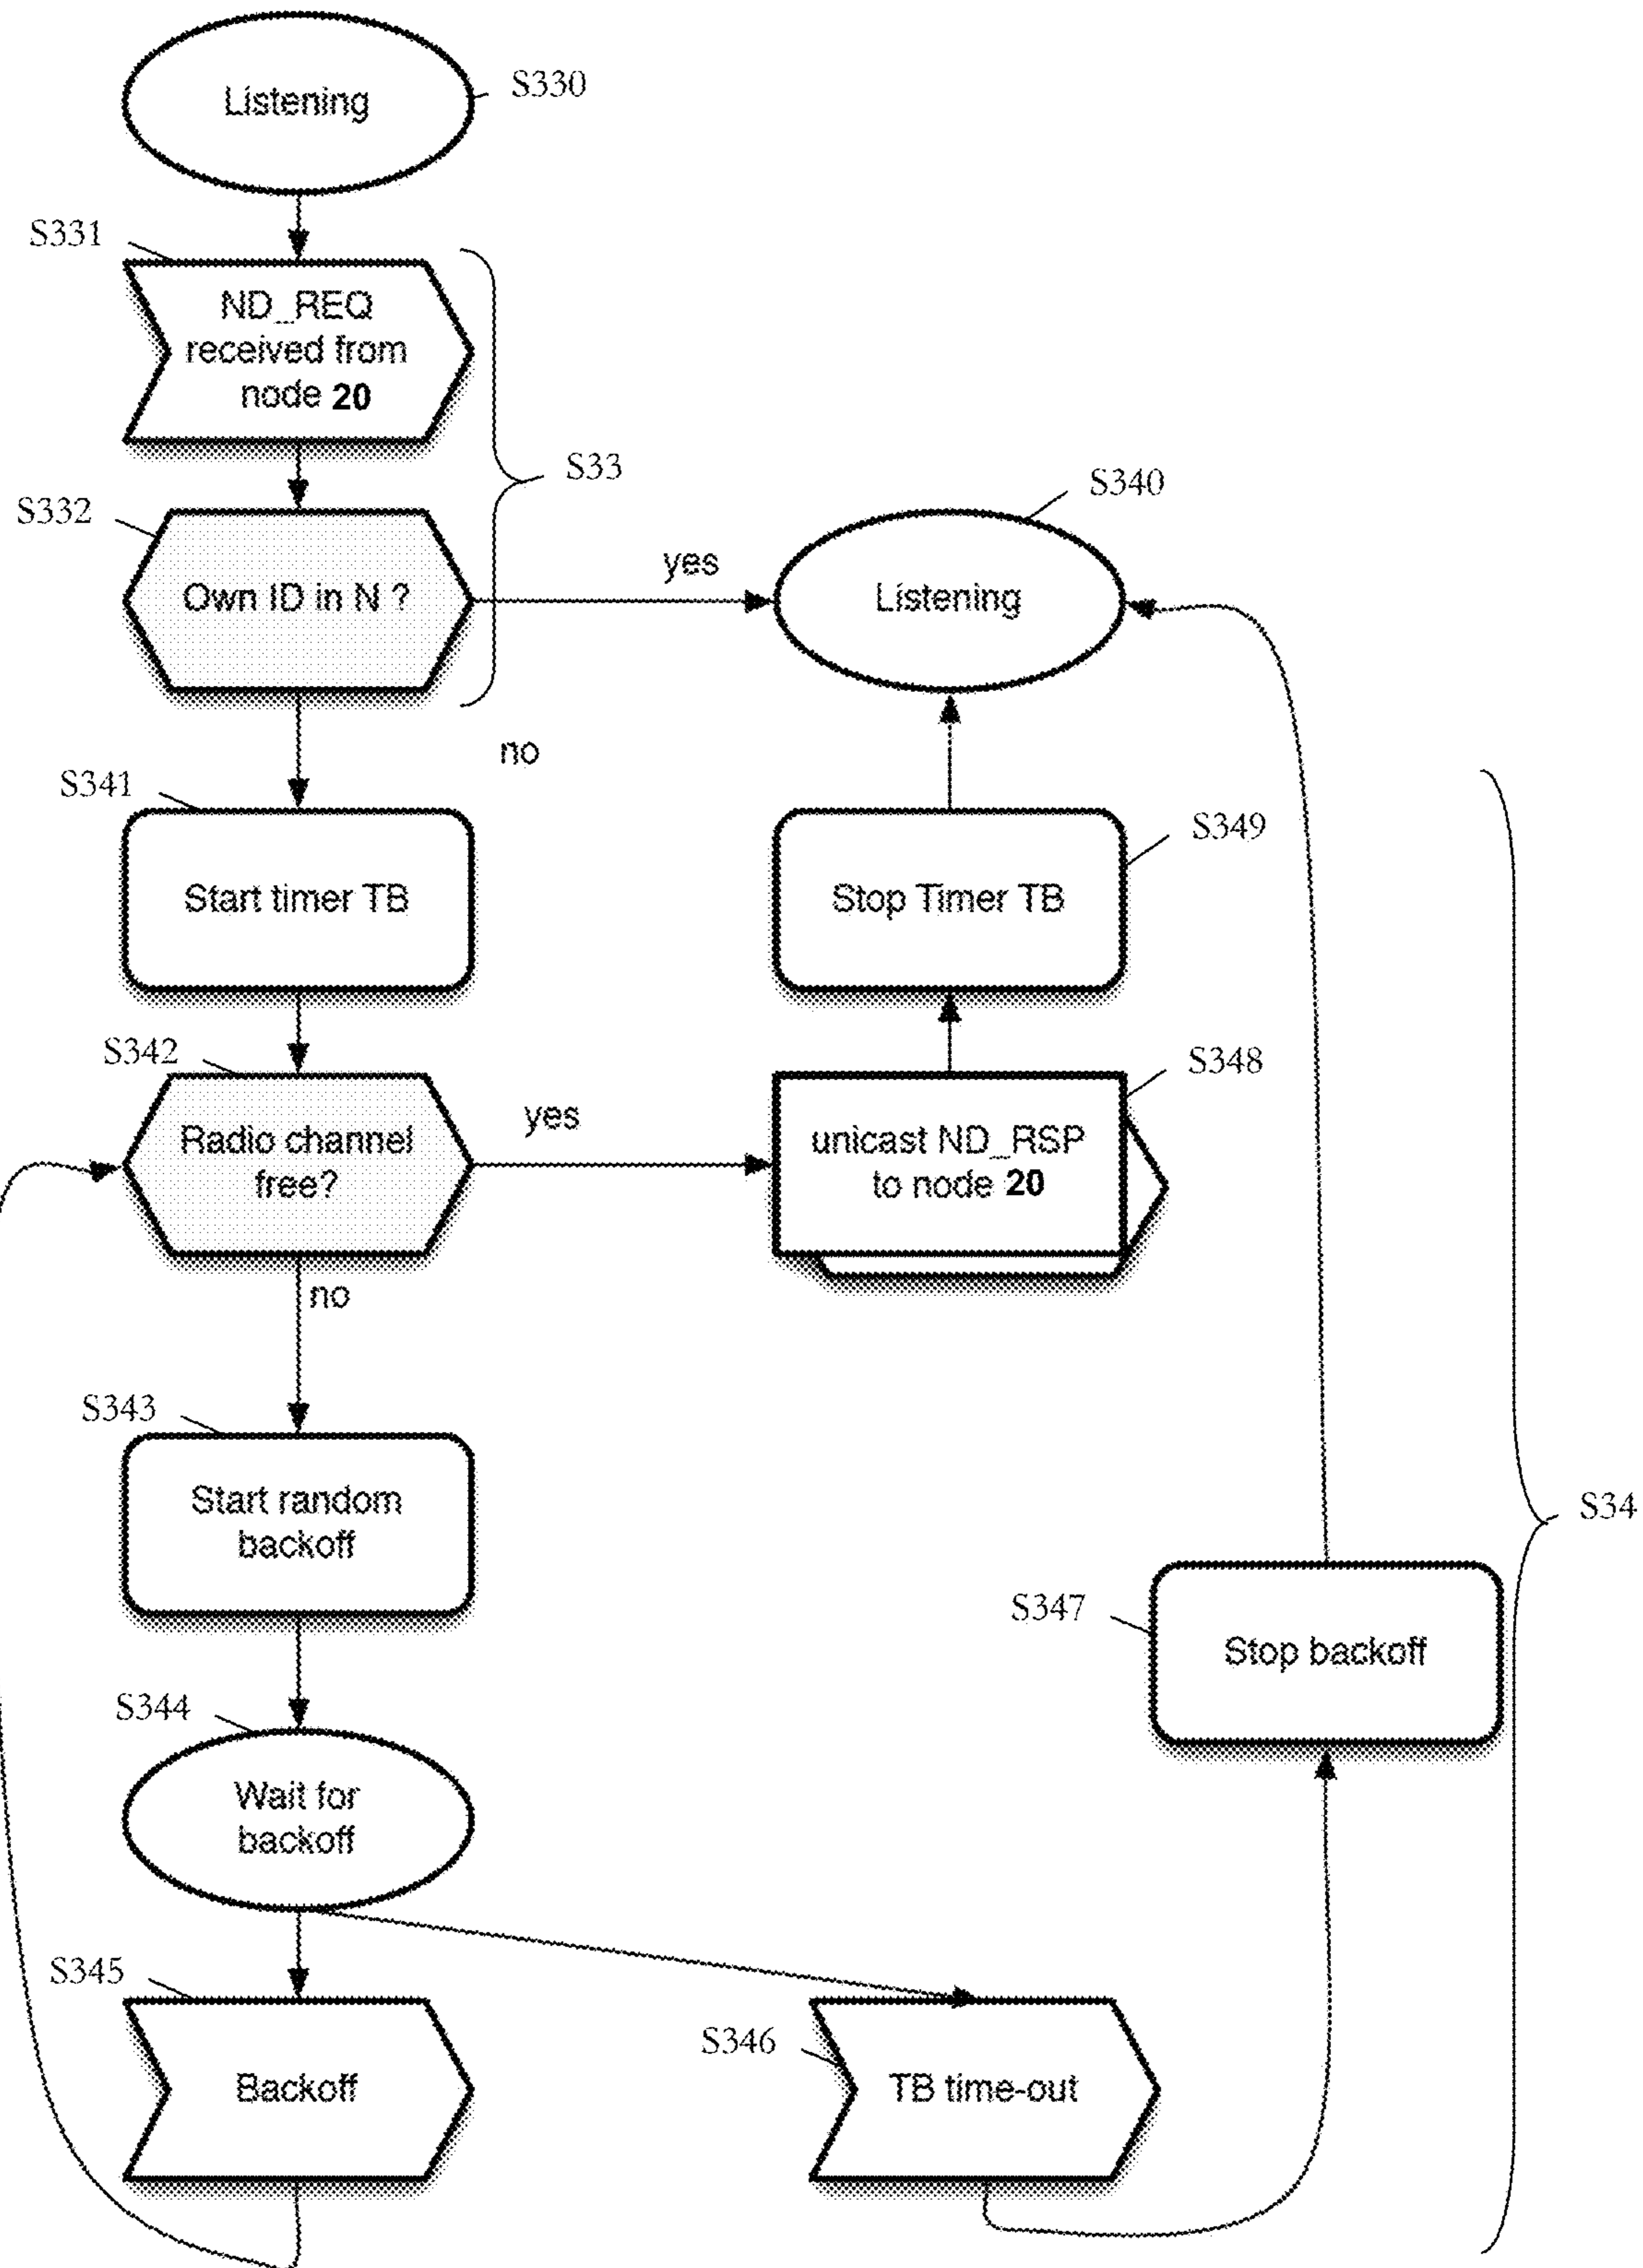 Listening
S330
S331
ND_REQ
received from
node 20
S33
S332
Own ID in N ?
yes
S340
Listening
no
S341
Start timer TB
S349
Stop Timer TB
S342
Radio channel
free?
yes
S348
unicast ND_RSP
to node 20
no
S343
Start random
backoff
S34
S347
Stop backoff
S344
Wait for
backoff
S345
Backoff
S346
TB time-out